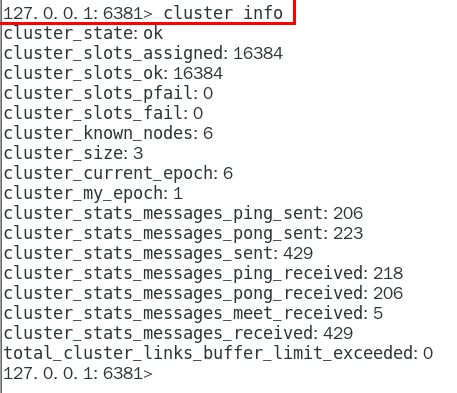 127.0.0.1:6381> cluster info
cluster_state:ok
cluster_slots_assigned:16384
cluster_slots_ok:16384
cluster_slots_pfail:0
cluster_slots_fail:0
cluster_known_nodes:6
cluster_size:3
cluster_current_epoch:6
cluster_my_epoch:1
cluster_stats_messages_ping_sent:206
cluster_stats_messages_pong_sent:223
cluster_stats_messages_sent:429
cluster_stats_messages_ping_received:218
cluster_stats_messages_pong_received:206
cluster_stats_messages_meet_received:5
cluster_stats_messages_received:429
total_cluster_links_buffer_limit_exceeded:0
127.0.0.1:6381>